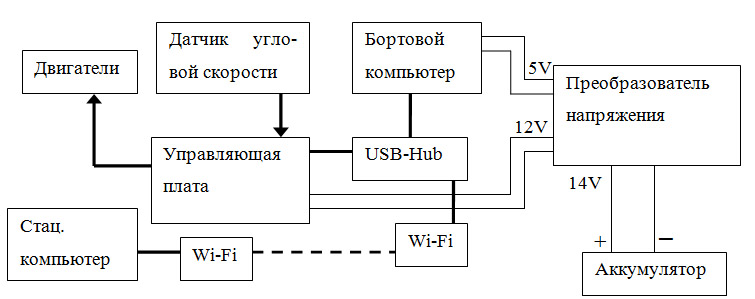 Двигатели
Датчик угло-
вой скорости
Бортовой
компьютер
5V
Преобразователь
напряжения
12V
Управляющая
плата
USB-Hub
14V
Стац.
компьютер
Wi-Fi
Wi-Fi
+ −
Аккумулятор